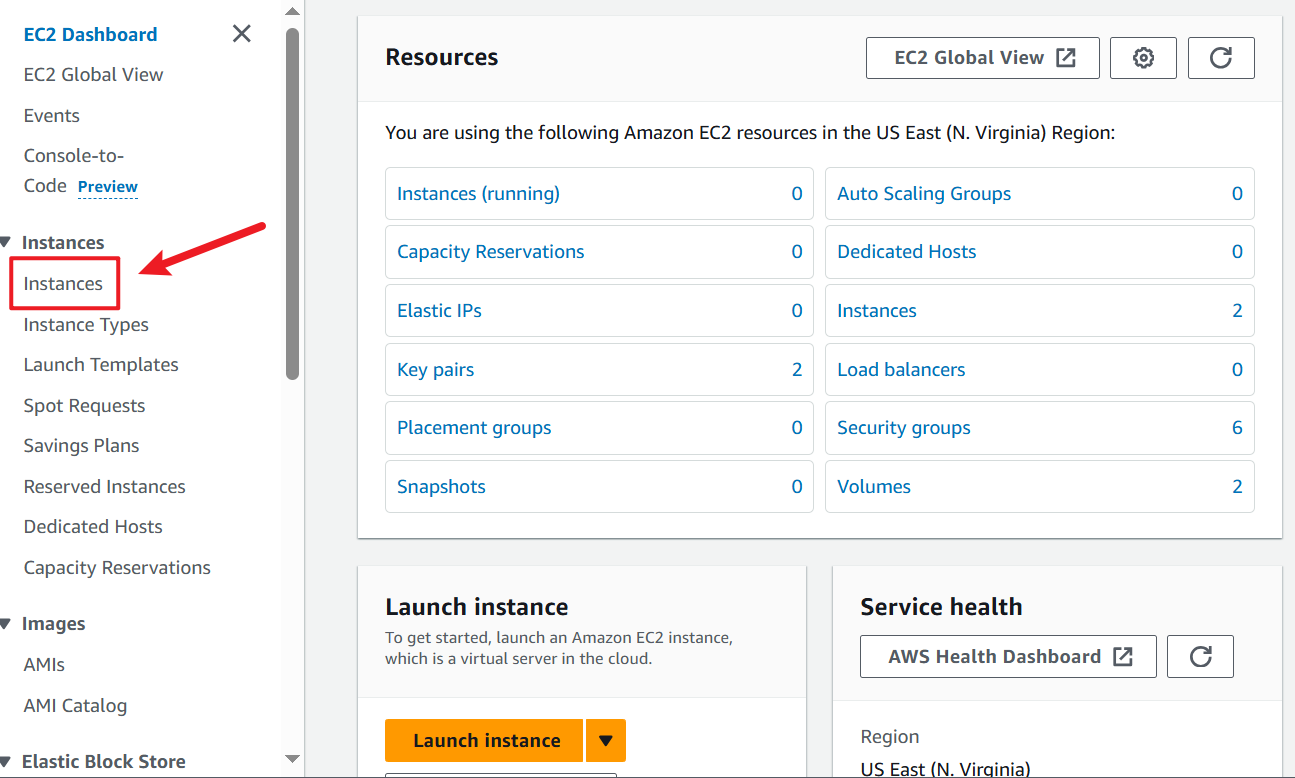 EC2 Dashboard
EC2 Global View
Events
Console-to-
Code Preview
Instances
Instances
Instance Types
Launch Templates
Spot Requests
Savings Plans
Reserved Instances
Dedicated Hosts
Capacity Reservations
Images
AMIs
AMI Catalog
Elastic Block Store
Resources
EC2 Global View
You are using the following Amazon EC2 resources in the US East (N. Virginia) Region:
Instances (running) 0
Auto Scaling Groups 0
Capacity Reservations 0
Dedicated Hosts 0
Elastic IPs 0
Instances 2
Key pairs 2
Load balancers 0
Placement groups 0
Security groups 6
Snapshots 0
Volumes 2
Launch instance
To get started, launch an Amazon EC2 instance,
which is a virtual server in the cloud.
Launch instance
Service health
AWS Health Dashboard
Region
US East (N. Virginia)